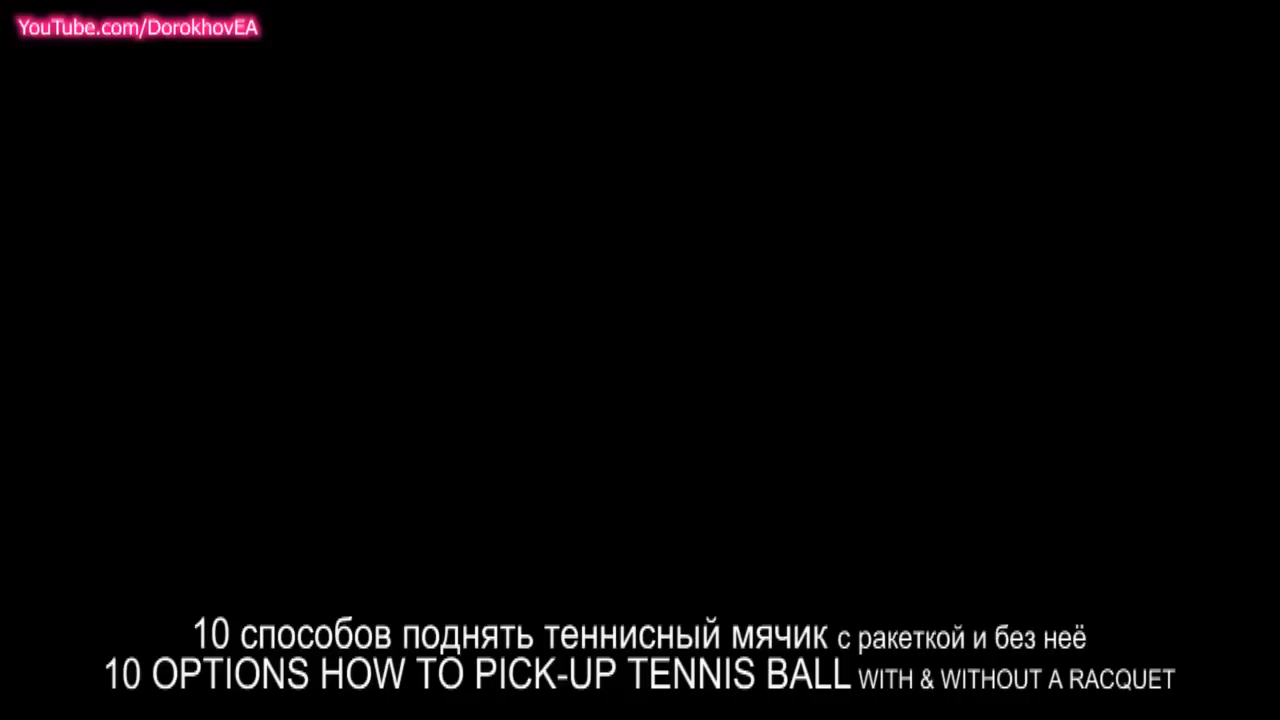 YouTube.com/DorokhovEA
10 способов поднять теннисный мячик с ракеткой и без неё
10 OPTIONS HOW TO PICK-UP TENNIS BALL WITH & WITHOUT A RACQUET